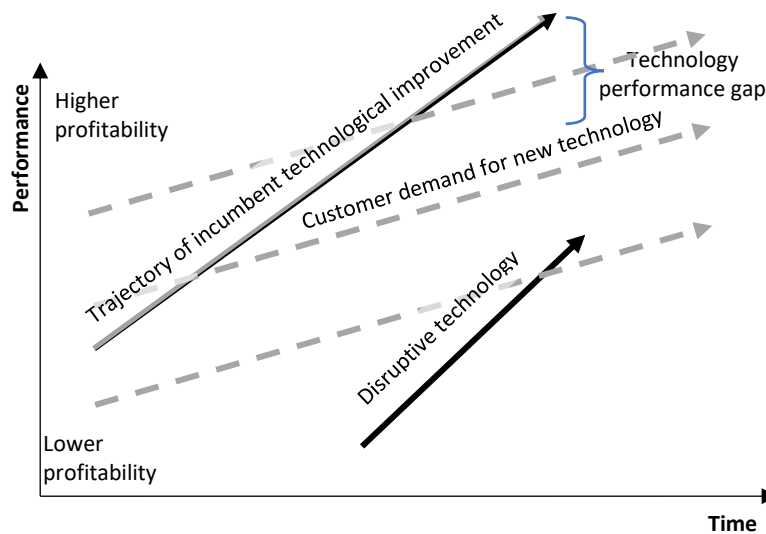 Trajectory of incumbent technological improvement
Technology
performance gap
Higher
profitability
Performance
Customer demand for new technology
Disruptive technology
Lower
profitability
Time